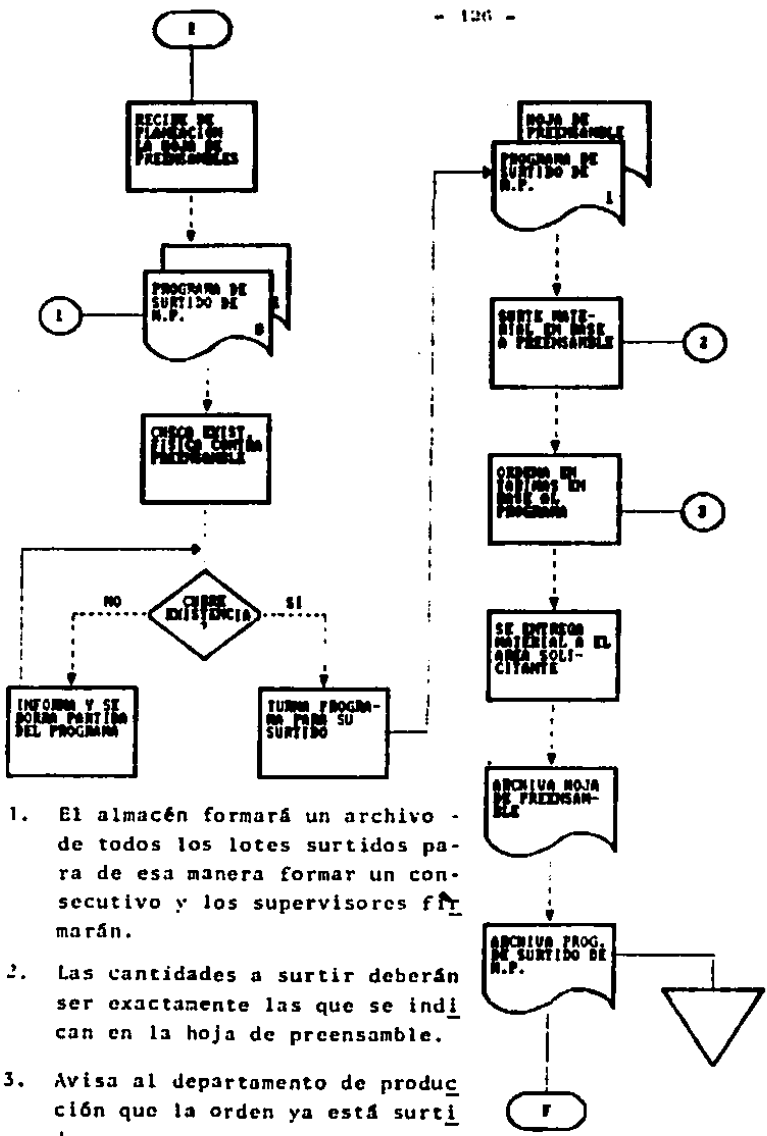 - 126 -
E
RECIBE DE
PLANEACION
LA HOJA DE
PREENSAMBLES
PROGRAMA DE
SURTIDO DE
M.P.
0
1
CHECA EXIST.
FISICA CONTRA
PREENSAMBLE
CUBRE
EXISTENCIA
?
NO
SI
INFORMA Y SE
BORRA PARTIDA
DEL PROGRAMA
TURNA PROGRA-
MA PARA SU
SURTIDO
HOJA DE
PREENSAMBLE
PROGRAMA DE
SURTIDO DE
M.P.
1
SURTE MATE-
RIAL EN BASE
A PREENSAMBLE
2
ORDENA EN
TARIMAS EN
BASE AL
PROGRAMA
3
SE ENTREGA
MATERIAL A EL
AREA SOLI-
CITANTE
ARCHIVA HOJA
DE PREENSAM-
BLE
ARCHIVA PROG.
DE SURTIDO DE
M.P.
F
1. El almacén formará un archivo -
de todos los lotes surtidos pa-
ra de esa manera formar un con-
secutivo y los supervisores fir
marán.
2. Las cantidades a surtir deberán
ser exactamente las que se indi
can en la hoja de preensamble.
3. Avisa al departamento de produc
ción que la orden ya está surti